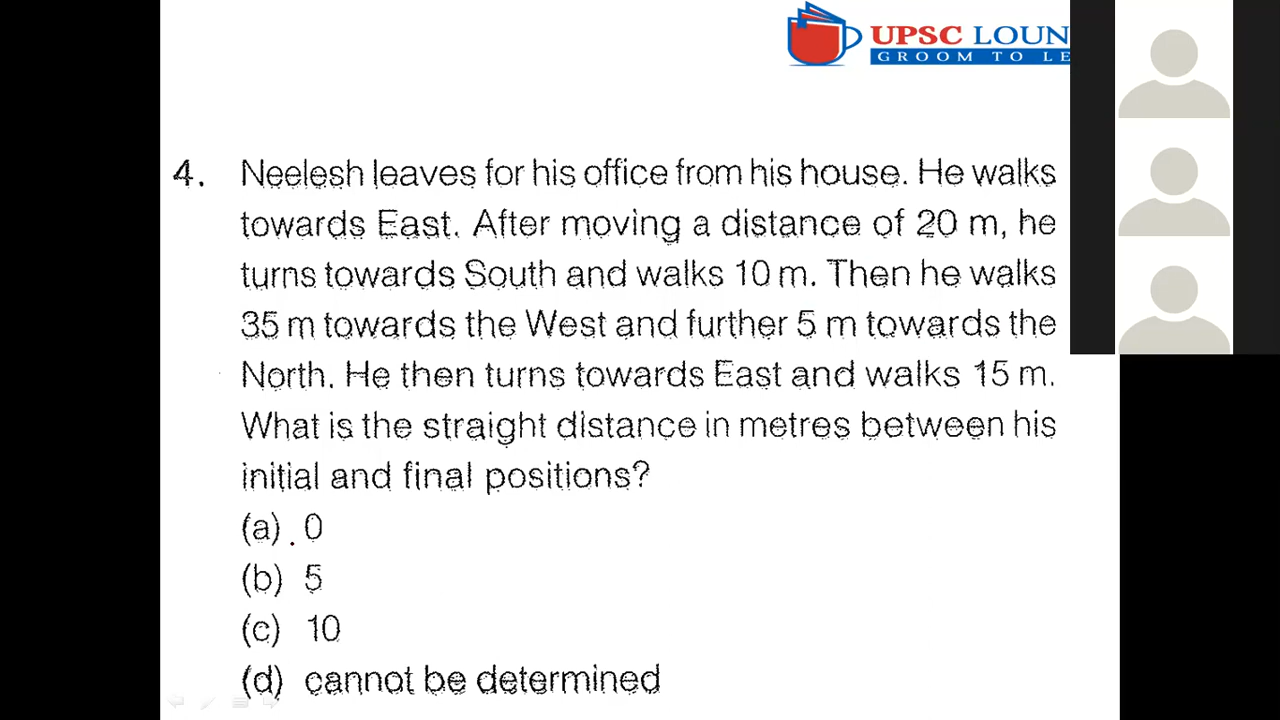 UPSC LOUN
GROOM TO LE
4. Neelesh leaves for his office from his house. He walks
towards East. After moving a distance of 20 m, he
turns towards South and walks 10 m. Then he walks
35 m towards the West and further 5 m towards the
North. He then turns towards East and walks 15 m.
What is the straight distance in metres between his
initial and final positions?
(a) 0
(b) 5
(c) 10
(d) cannot be determined